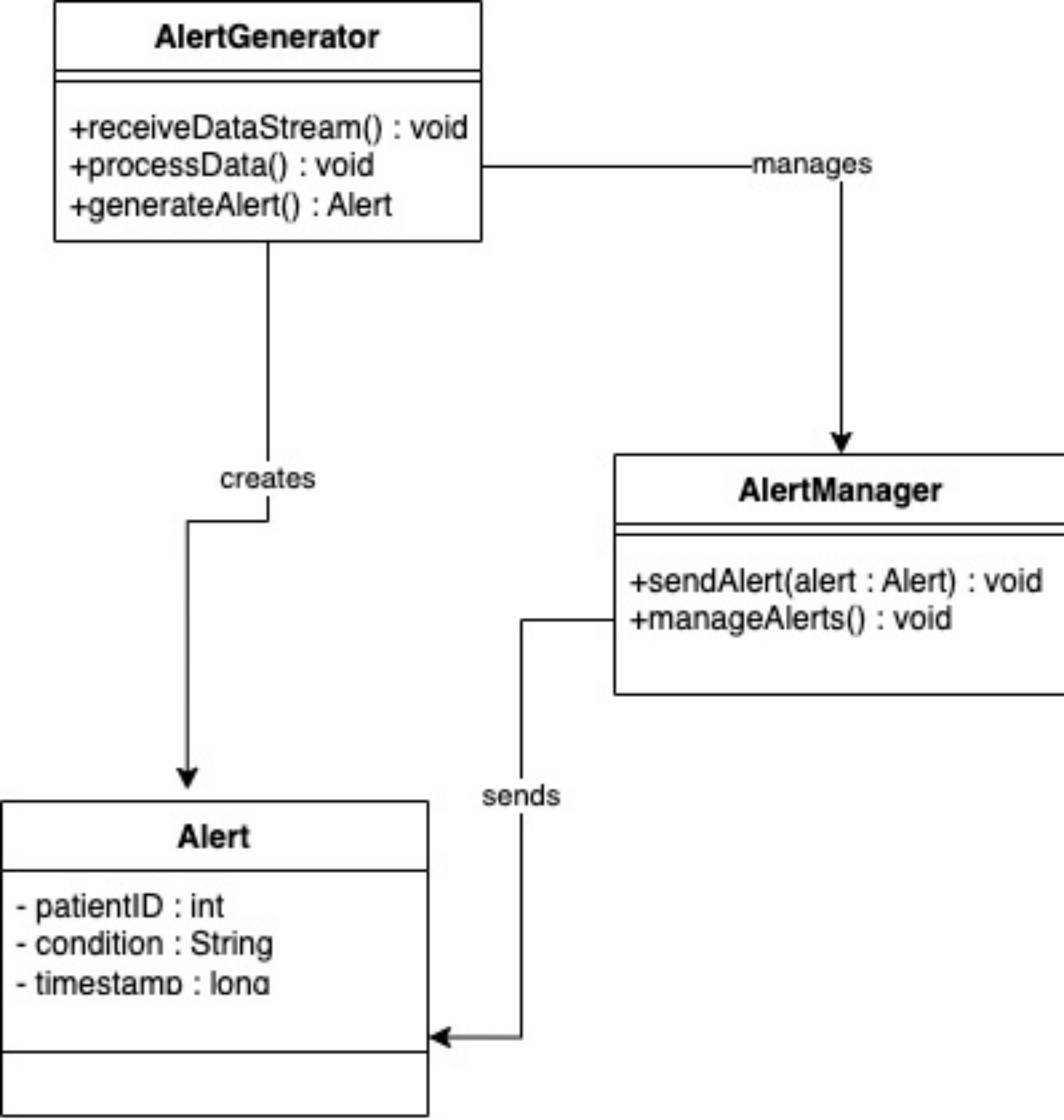 AlertGenerator
+receiveDataStream() : void
+processData() : void
+generateAlert() : Alert
manages
creates
AlertManager
+sendAlert(alert : Alert) : void
+manageAlerts() : void
sends
Alert
- patientID : int
- condition : String
- timestamp : long